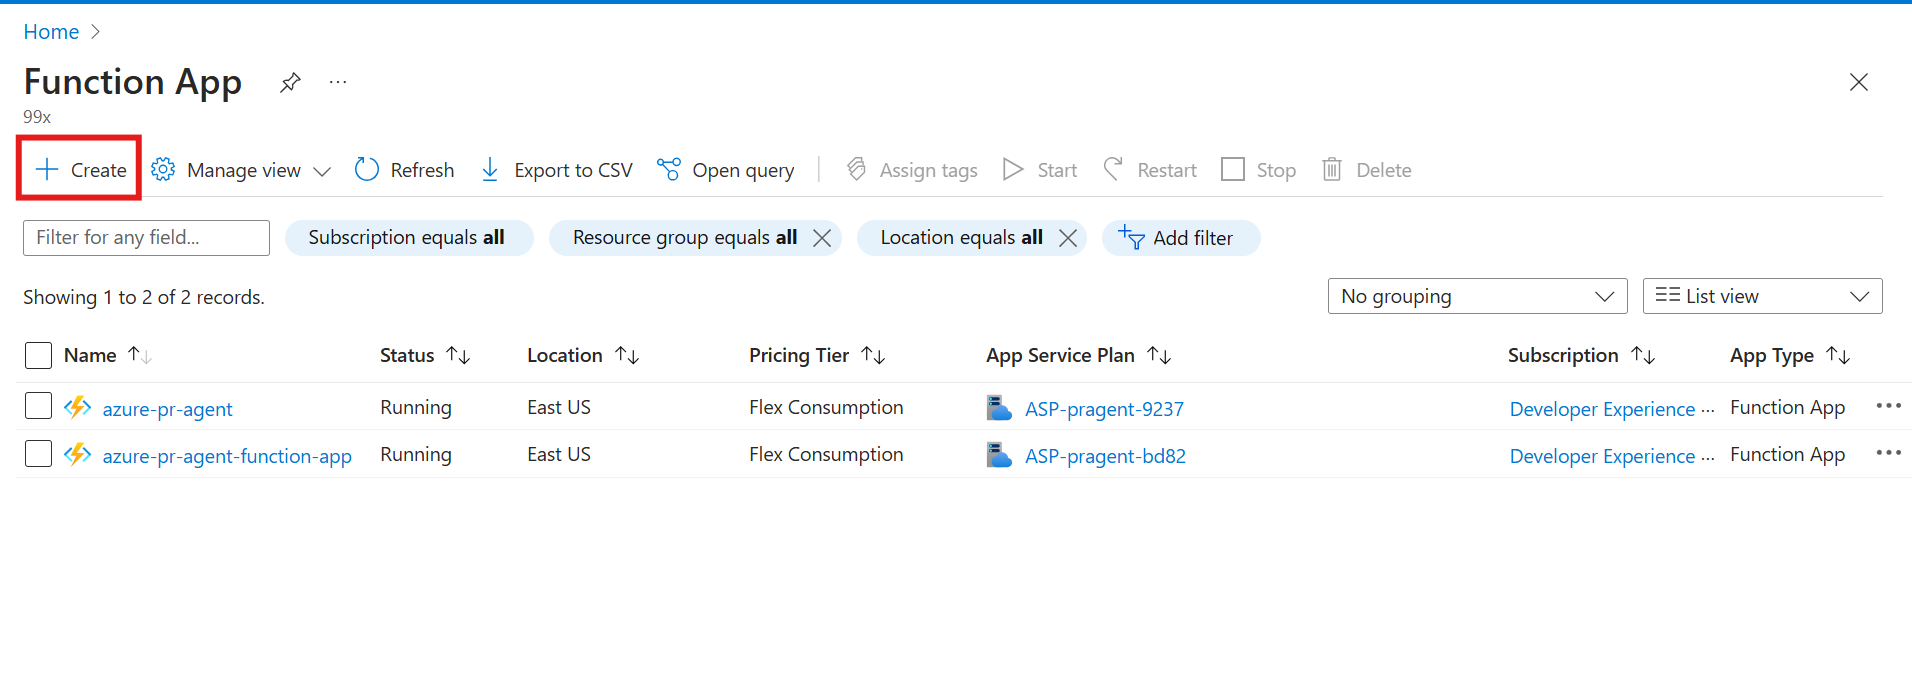 Home
Function App
99x
Create Manage view Refresh Export to CSV Open query Assign tags Start Restart Stop Delete
Filter for any field... Subscription equals all Resource group equals all Location equals all Add filter
Showing 1 to 2 of 2 records. No grouping List view
Name Status Location Pricing Tier App Service Plan Subscription App Type
azure-pr-agent Running East US Flex Consumption ASP-pragent-9237 Developer Experience ... Function App
azure-pr-agent-function-app Running East US Flex Consumption ASP-pragent-bd82 Developer Experience ... Function App